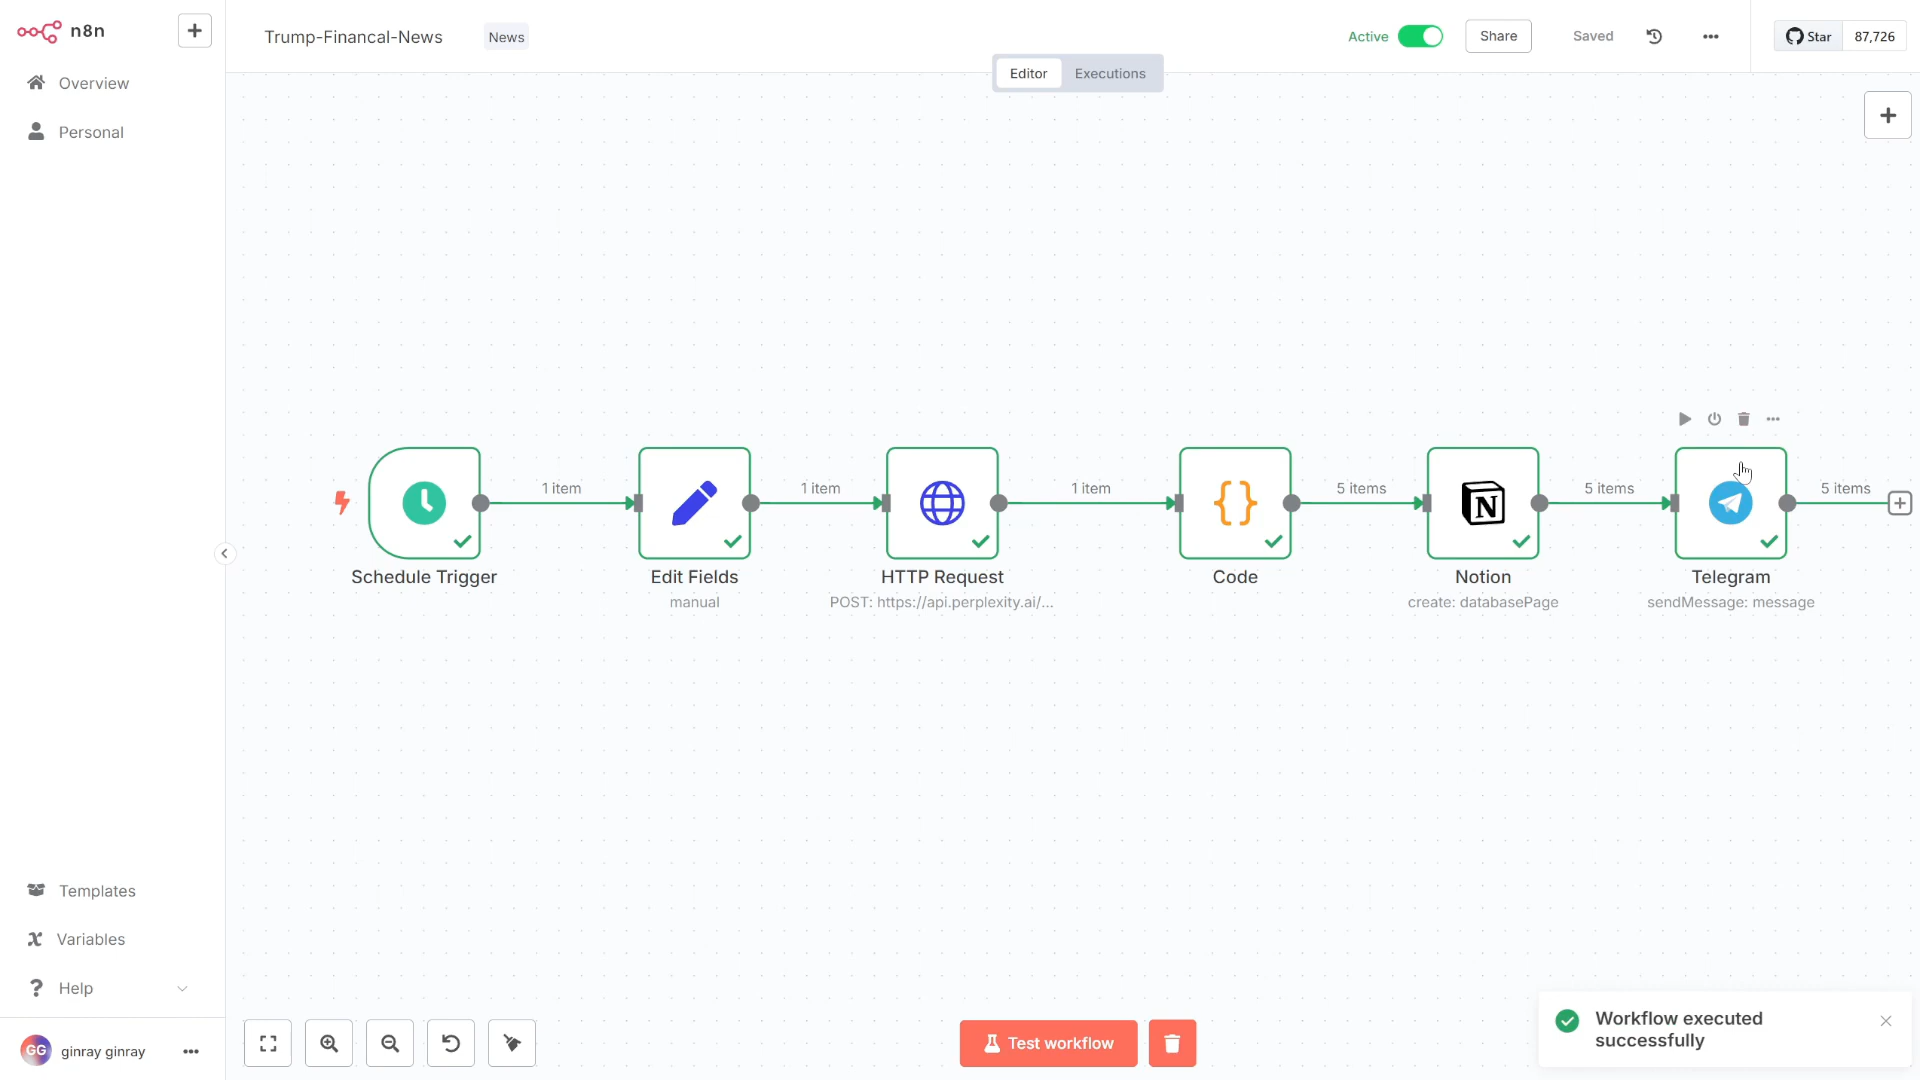 n8n
Overview
Personal
Templates
Variables
Help
GG
ginray ginray
Trump-Financal-News
News
Active
Share
Saved
Star
87,726
Editor
Executions
1 item
1 item
1 item
5 items
5 items
5 items
Schedule Trigger
Edit Fields
manual
HTTP Request
POST: https://api.perplexity.ai/...
Code
Notion
create: databasePage
Telegram
sendMessage: message
Test workflow
Workflow executed
successfully